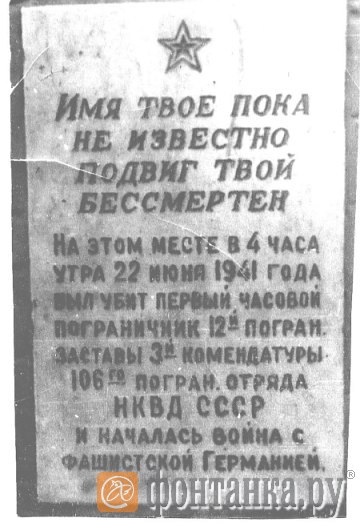 Имя твое пока
не известно
подвиг твой
бессмертен
На этом месте в 4 часа
утра 22 июня 1941 года
был убит первый часовой
пограничник 12й погран.
заставы 3й комендатуры
106го погран. отряда
НКВД СССР
и началась война с
фашистской Германией.
фонтанка.ру®